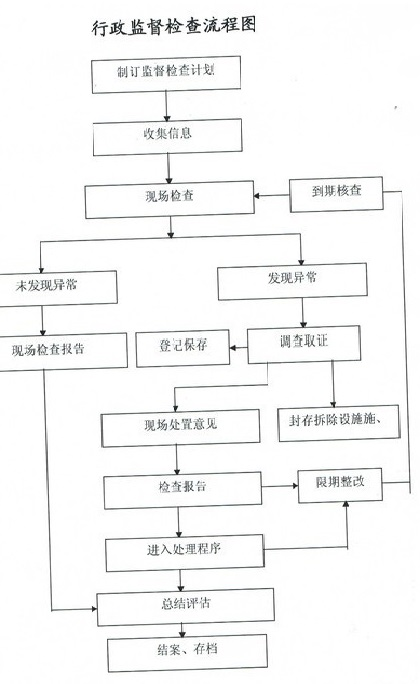 行政监督检查流程图
制订监督检查计划
收集信息
现场检查
到期核查
未发现异常
发现异常
现场检查报告
登记保存
调查取证
现场处置意见
封存拆除设施施、
检查报告
限期整改
进入处理程序
总结评估
结案、存档